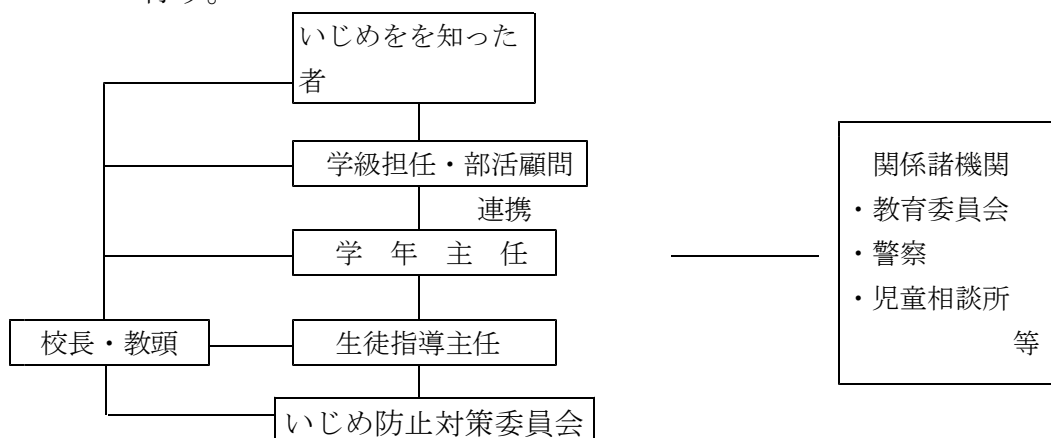 いじめをを知った
者
学級担任・部活顧問
連携
学　年　主　任
校長・教頭
生徒指導主任
いじめ防止対策委員会
関係諸機関
・教育委員会
・警察
・児童相談所
等